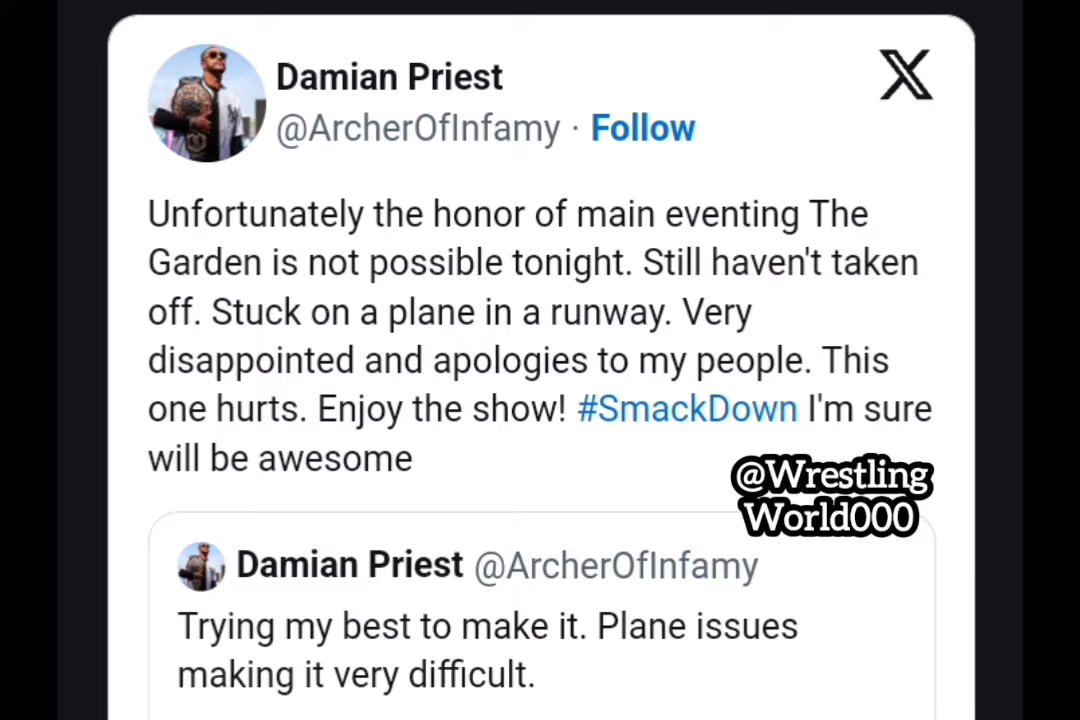 Damian Priest
@ArcherOfInfamy · Follow
Unfortunately the honor of main eventing The
Garden is not possible tonight. Still haven't taken
off. Stuck on a plane in a runway. Very
disappointed and apologies to my people. This
one hurts. Enjoy the show! #SmackDown I'm sure
will be awesome
@Wrestling
World000
Damian Priest @ArcherOfInfamy
Trying my best to make it. Plane issues
making it very difficult.